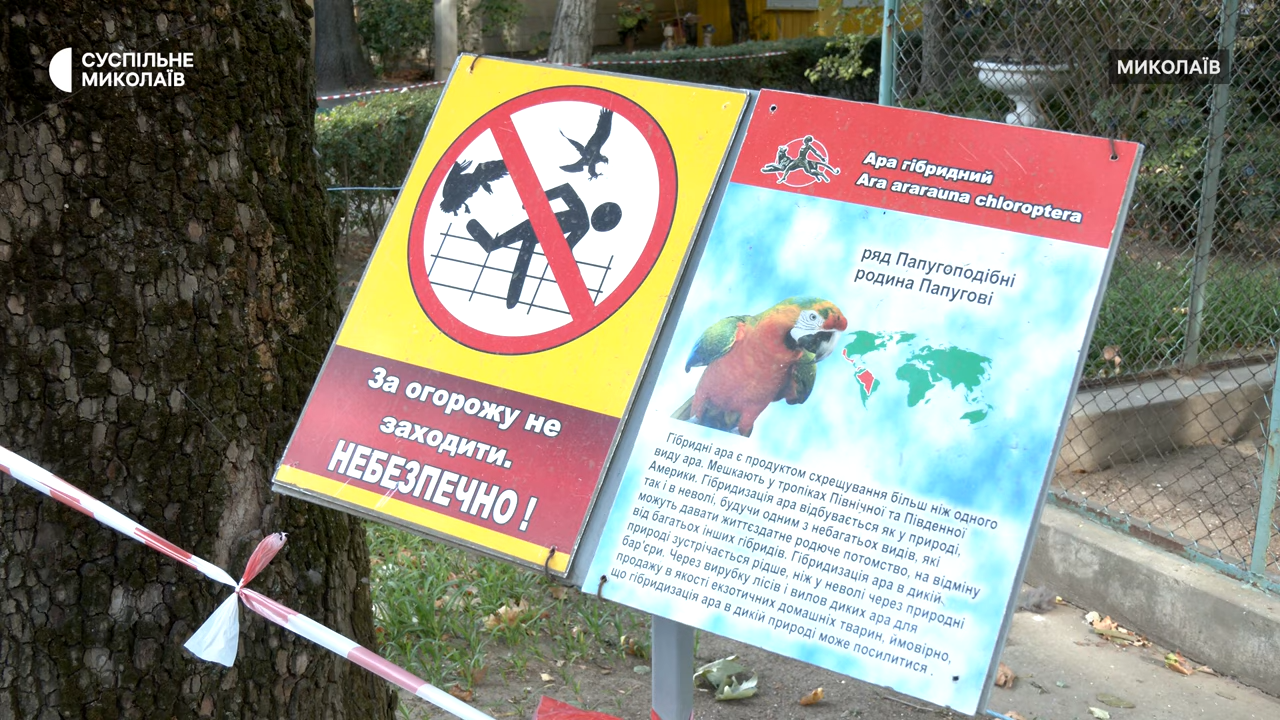 СУСПІЛЬНЕ
МИКОЛАЇВ
МИКОЛАЇВ
За огорожу не
заходити.
НЕБЕЗПЕЧНО !
Ара гібридний
Ara ararauna chloroptera
ряд Папугоподібні
родина Папугові
Гібридні ара є продуктом схрещування більш ніж одного
виду ара. Мешкають у тропіках Північної та Південної
Америки. Гібридизація ара відбувається як у природі,
так і в неволі, будучи одним з небагатьох видів, які
можуть давати життєздатне родюче потомство, на відміну
від багатьох інших гібридів. Гібридизація ара в дикій
природі зустрічається рідше, ніж у неволі через природні
бар'єри. Через вирубку лісів і вилов диких ара для
продажу в якості екзотичних домашніх тварин, ймовірно,
що гібридизація ара в дикій природі може посилитися .